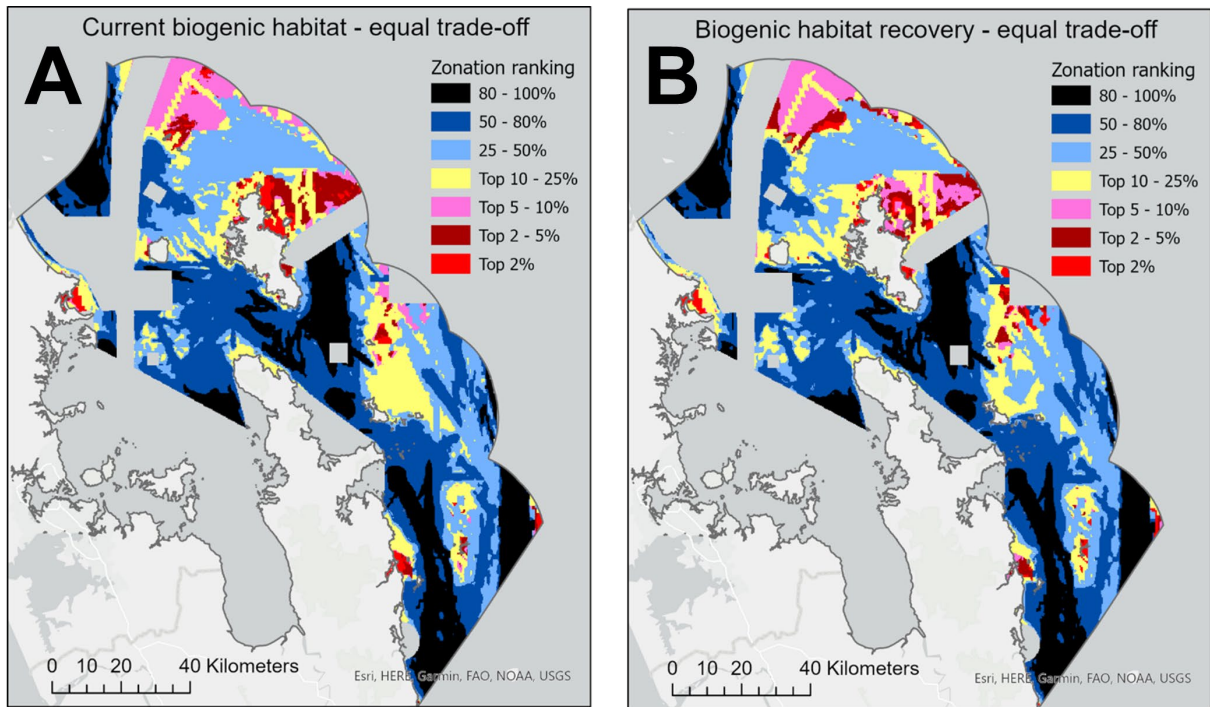 A
Current biogenic habitat - equal trade-off
Zonation ranking
80 - 100%
50 - 80%
25 - 50%
Top 10 - 25%
Top 5 - 10%
Top 2 - 5%
Top 2%
0 10 20 40 Kilometers
Esri, HERE, Garmin, FAO, NOAA, USGS
B
Biogenic habitat recovery - equal trade-off
Zonation ranking
80 - 100%
50 - 80%
25 - 50%
Top 10 - 25%
Top 5 - 10%
Top 2 - 5%
Top 2%
0 10 20 40 Kilometers
Esri, HERE, Garmin, FAO, NOAA, USGS